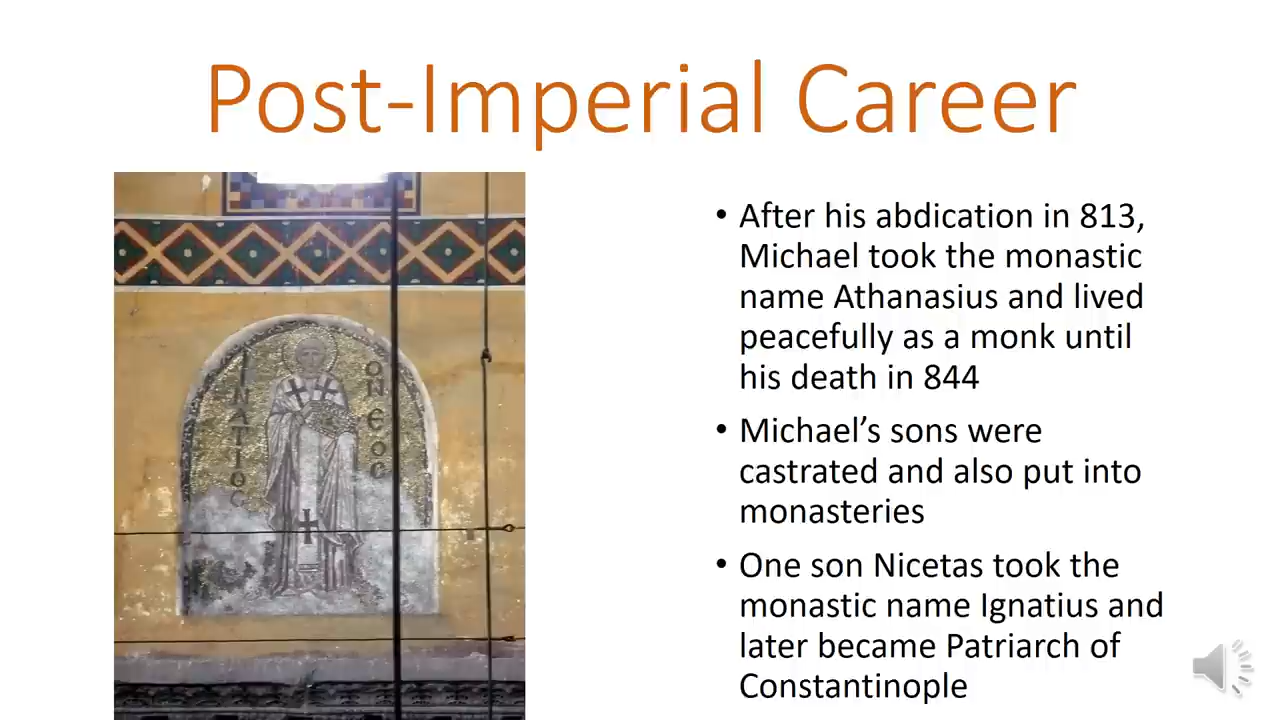 Post-Imperial Career
• After his abdication in 813,
Michael took the monastic
name Athanasius and lived
peacefully as a monk until
his death in 844
• Michael’s sons were
castrated and also put into
monasteries
• One son Nicetas took the
monastic name Ignatius and
later became Patriarch of
Constantinople
ΙΓΝΑΤΙΟC
Ο ΝΕΟC